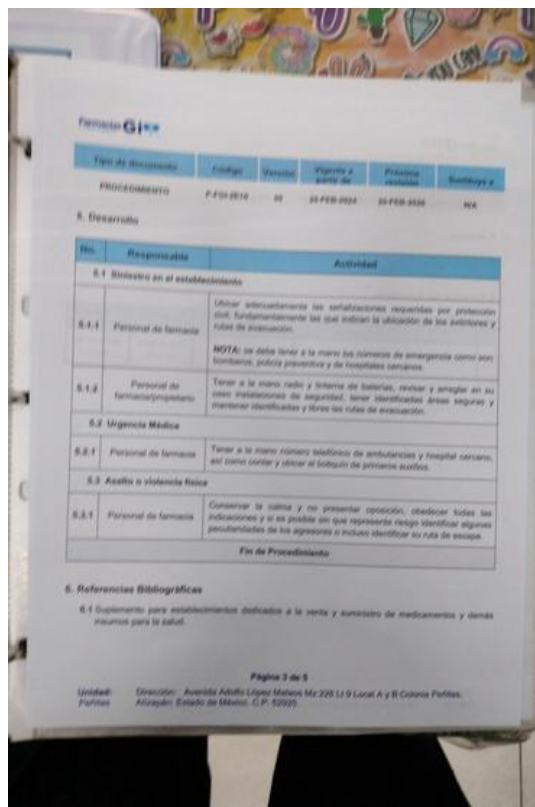 Farmacias Gi
Tipo de documento Código Versión Vigente a partir de Próxima revisión Sustituye a
PROCEDIMIENTO 00 N/A
5. Desarrollo
No. Responsable Actividad
5.1 Siniestro en el establecimiento
5.1.1 Personal de farmacia
Ubicar adecuadamente las señalizaciones requeridas por protección
civil, fundamentalmente las que indican la ubicación de los extintores y
rutas de evacuación.
NOTA: se debe tener a la mano los números de emergencia como son
bomberos, policía preventiva y de hospitales cercanos.
5.1.2 Personal de farmacia/propietario
Tener a la mano radio y linterna de baterías, revisar y arreglar en su
caso instalaciones de seguridad, tener identificadas áreas seguras y
mantener identificadas y libres las rutas de evacuación.
5.2 Urgencia Médica
5.2.1 Personal de farmacia
Tener a la mano número telefónico de ambulancias y hospital cercano,
así como contar y ubicar el botiquín de primeros auxilios.
5.3 Asalto o violencia física
5.3.1 Personal de farmacia
Conservar la calma y no presentar oposición, obedecer todas las
indicaciones y si es posible sin que represente riesgo identificar algunas
peculiaridades de los agresores o incluso identificar su ruta de escape.
Fin de Procedimiento
6. Referencias Bibliográficas
6.1 Suplemento para establecimientos dedicados a la venta y suministro de medicamentos y demás
insumos para la salud.
Página 3 de 5
Unidad: Dirección: Avenida Adolfo López Mateos Mz 228 Lt 9 Local A y B Colonia Peñitas,
Peñitas Atizapán; Estado de México. C.P. 52920